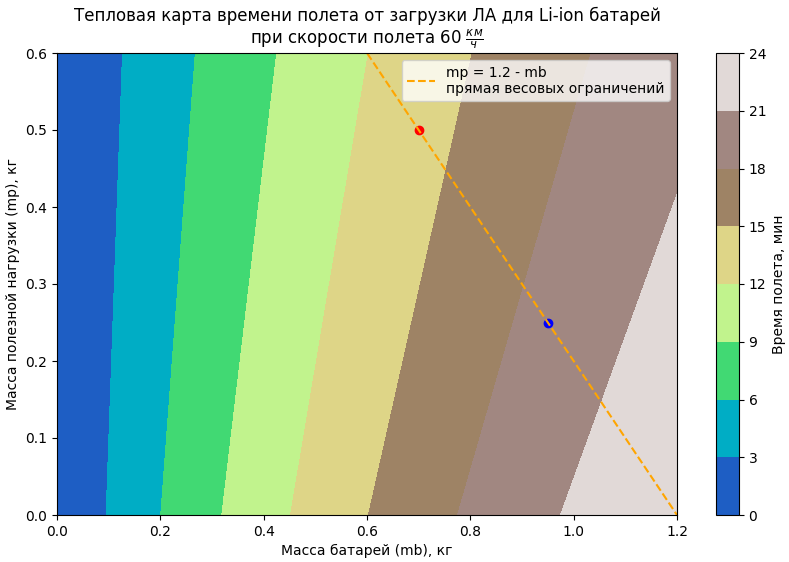 Тепловая карта времени полета от загрузки ЛА для Li-ion батарей
при скорости полета 60 км/ч
mp = 1.2 - mb
прямая весовых ограничений
Масса полезной нагрузки (mp), кг
0.6
0.5
0.4
0.3
0.2
0.1
0.0
0.0 0.2 0.4 0.6 0.8 1.0 1.2
Масса батарей (mb), кг
24
21
18
15
12
9
6
3
0
Время полета, мин